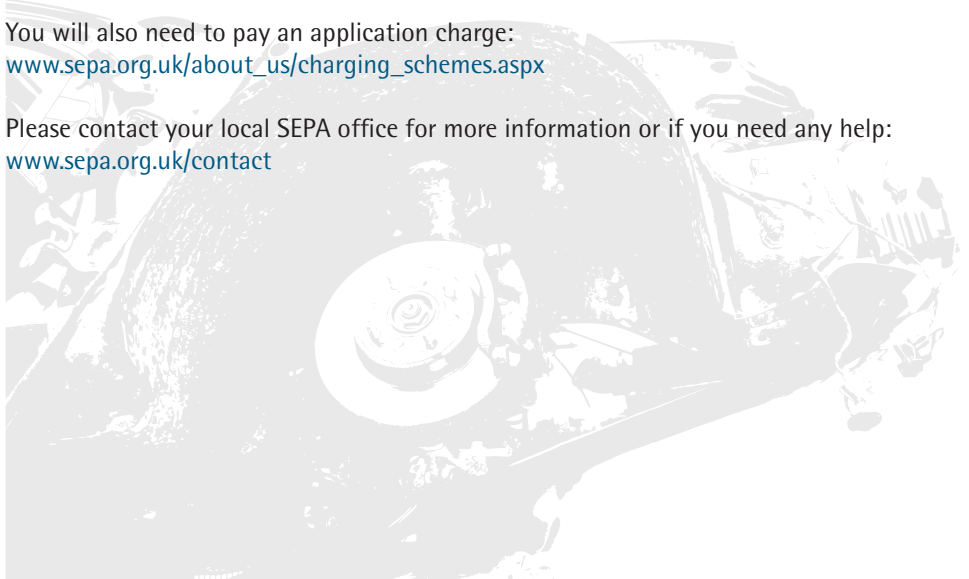 You will also need to pay an application charge:
www.sepa.org.uk/about_us/charging_schemes.aspx
Please contact your local SEPA office for more information or if you need any help:
www.sepa.org.uk/contact